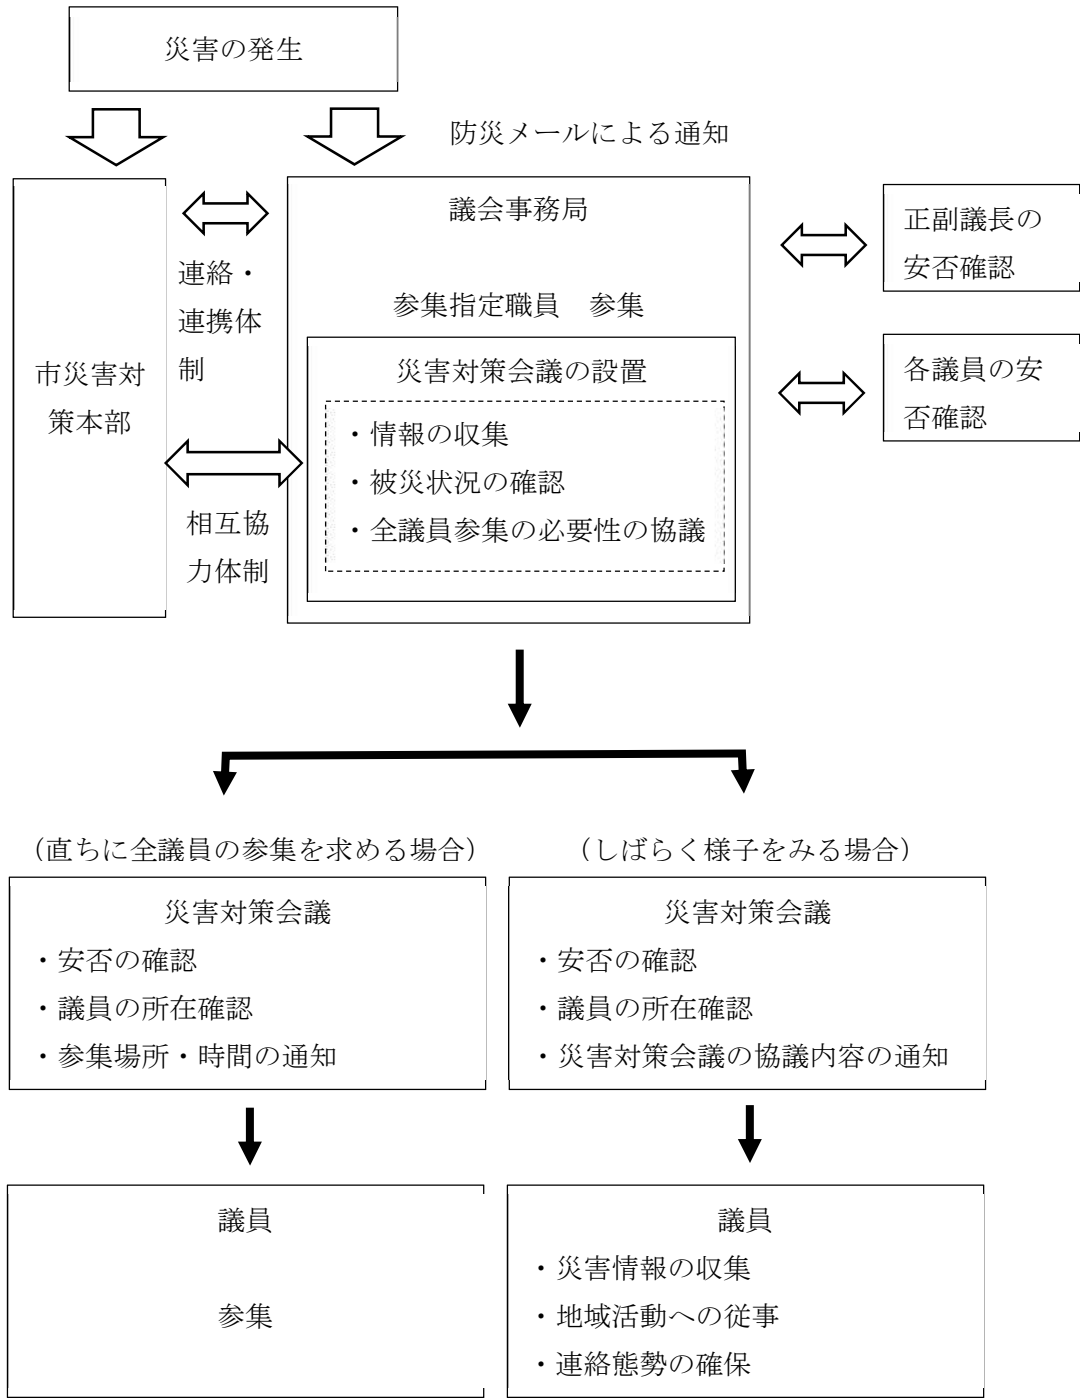 災害の発生
防災メールによる通知
議会事務局
正副議長の
安否確認
連絡・
連携体
制
参集指定職員　参集
市災害対
策本部
災害対策会議の設置
各議員の安
否確認
・情報の収集
・被災状況の確認
・全議員参集の必要性の協議
相互協
力体制
（直ちに全議員の参集を求める場合）
（しばらく様子をみる場合）
災害対策会議
・安否の確認
・議員の所在確認
・参集場所・時間の通知
災害対策会議
・安否の確認
・議員の所在確認
・災害対策会議の協議内容の通知
議員
参集
議員
・災害情報の収集
・地域活動への従事
・連絡態勢の確保